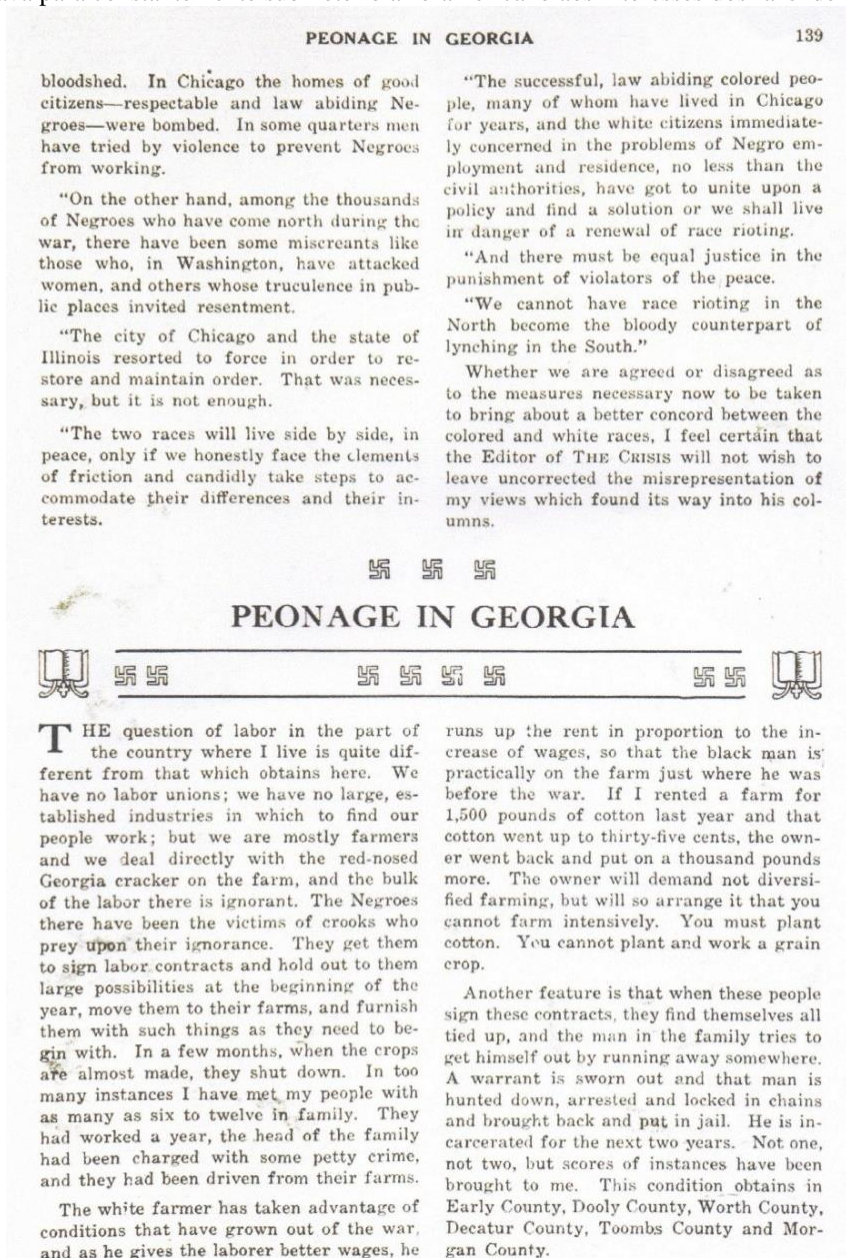 PEONAGE IN GEORGIA 139
bloodshed. In Chicago the homes of good
citizens—respectable and law abiding Ne-
groes—were bombed. In some quarters men
have tried by violence to prevent Negroes
from working.
"On the other hand, among the thousands
of Negroes who have come north during the
war, there have been some miscreants like
those who, in Washington, have attacked
women, and others whose truculence in pub-
lic places invited resentment.
"The city of Chicago and the state of
Illinois resorted to force in order to re-
store and maintain order. That was neces-
sary, but it is not enough.
"The two races will live side by side, in
peace, only if we honestly face the elements
of friction and candidly take steps to ac-
commodate their differences and their in-
terests.
"The successful, law abiding colored peo-
ple, many of whom have lived in Chicago
for years, and the white citizens immediate-
ly concerned in the problems of Negro em-
ployment and residence, no less than the
civil authorities, have got to unite upon a
policy and find a solution or we shall live
in danger of a renewal of race rioting.
"And there must be equal justice in the
punishment of violators of the peace.
"We cannot have race rioting in the
North become the bloody counterpart of
lynching in the South."
Whether we are agreed or disagreed as
to the measures necessary now to be taken
to bring about a better concord between the
colored and white races, I feel certain that
the Editor of THE CRISIS will not wish to
leave uncorrected the misrepresentation of
my views which found its way into his col-
umns.
PEONAGE IN GEORGIA
THE question of labor in the part of
the country where I live is quite dif-
ferent from that which obtains here. We
have no labor unions; we have no large, es-
tablished industries in which to find our
people work; but we are mostly farmers
and we deal directly with the red-nosed
Georgia cracker on the farm, and the bulk
of the labor there is ignorant. The Negroes
there have been the victims of crooks who
prey upon their ignorance. They get them
to sign labor contracts and hold out to them
large possibilities at the beginning of the
year, move them to their farms, and furnish
them with such things as they need to be-
gin with. In a few months, when the crops
are almost made, they shut down. In too
many instances I have met my people with
as many as six to twelve in family. They
had worked a year, the head of the family
had been charged with some petty crime,
and they had been driven from their farms.
The white farmer has taken advantage of
conditions that have grown out of the war,
and as he gives the laborer better wages, he
runs up the rent in proportion to the in-
crease of wages, so that the black man is
practically on the farm just where he was
before the war. If I rented a farm for
1,500 pounds of cotton last year and that
cotton went up to thirty-five cents, the own-
er went back and put on a thousand pounds
more. The owner will demand not diversi-
fied farming, but will so arrange it that you
cannot farm intensively. You must plant
cotton. You cannot plant and work a grain
crop.
Another feature is that when these people
sign these contracts, they find themselves all
tied up, and the man in the family tries to
get himself out by running away somewhere.
A warrant is sworn out and that man is
hunted down, arrested and locked in chains
and brought back and put in jail. He is in-
carcerated for the next two years. Not one,
not two, but scores of instances have been
brought to me. This condition obtains in
Early County, Dooly County, Worth County,
Decatur County, Toombs County and Mor-
gan County.